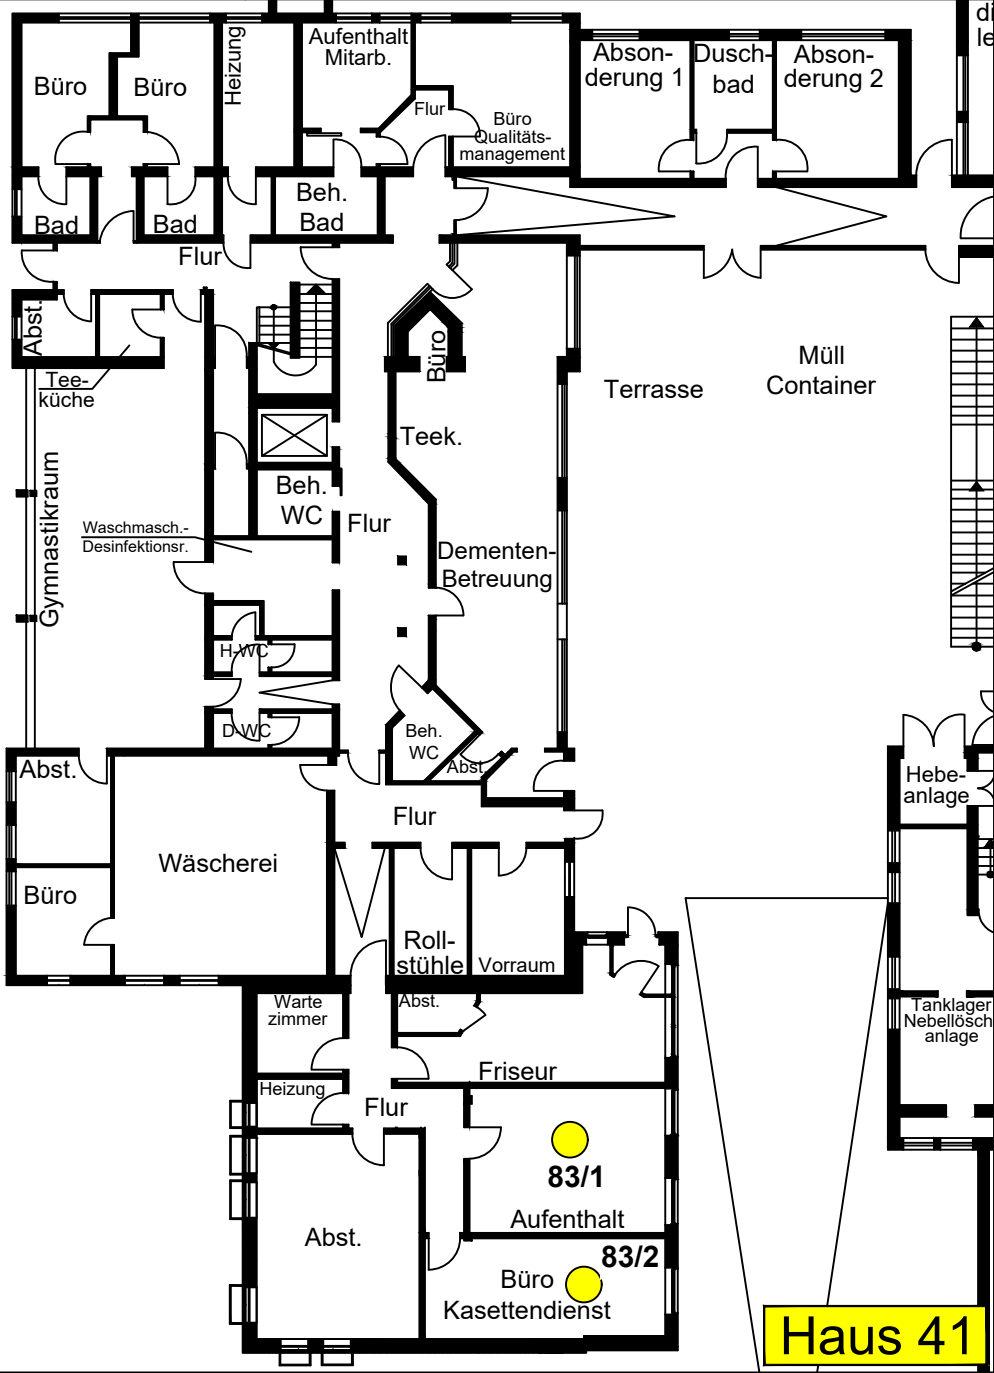 Büro
Büro
Heizung
Aufenthalt
Mitarb.
Flur
Büro
Qualitäts-
management
Abson-
derung 1
Dusch-
bad
Abson-
derung 2
Bad
Bad
Beh.
Bad
Flur
Abst.
Tee-
küche
Büro
Teek.
Terrasse
Müll
Container
Gymnastikraum
Waschmasch.-
Desinfektionsr.
Beh.
WC
Flur
Dementen-
Betreuung
H-WC
D-WC
Beh.
WC
Abst.
Abst.
Flur
Hebe-
anlage
Wäscherei
Büro
Roll-
stühle
Vorraum
Warte
zimmer
Abst.
Tanklager
Nebellösch
anlage
Friseur
Heizung
Flur
83/1
Aufenthalt
Abst.
83/2
Büro
Kasettendienst
Haus 41